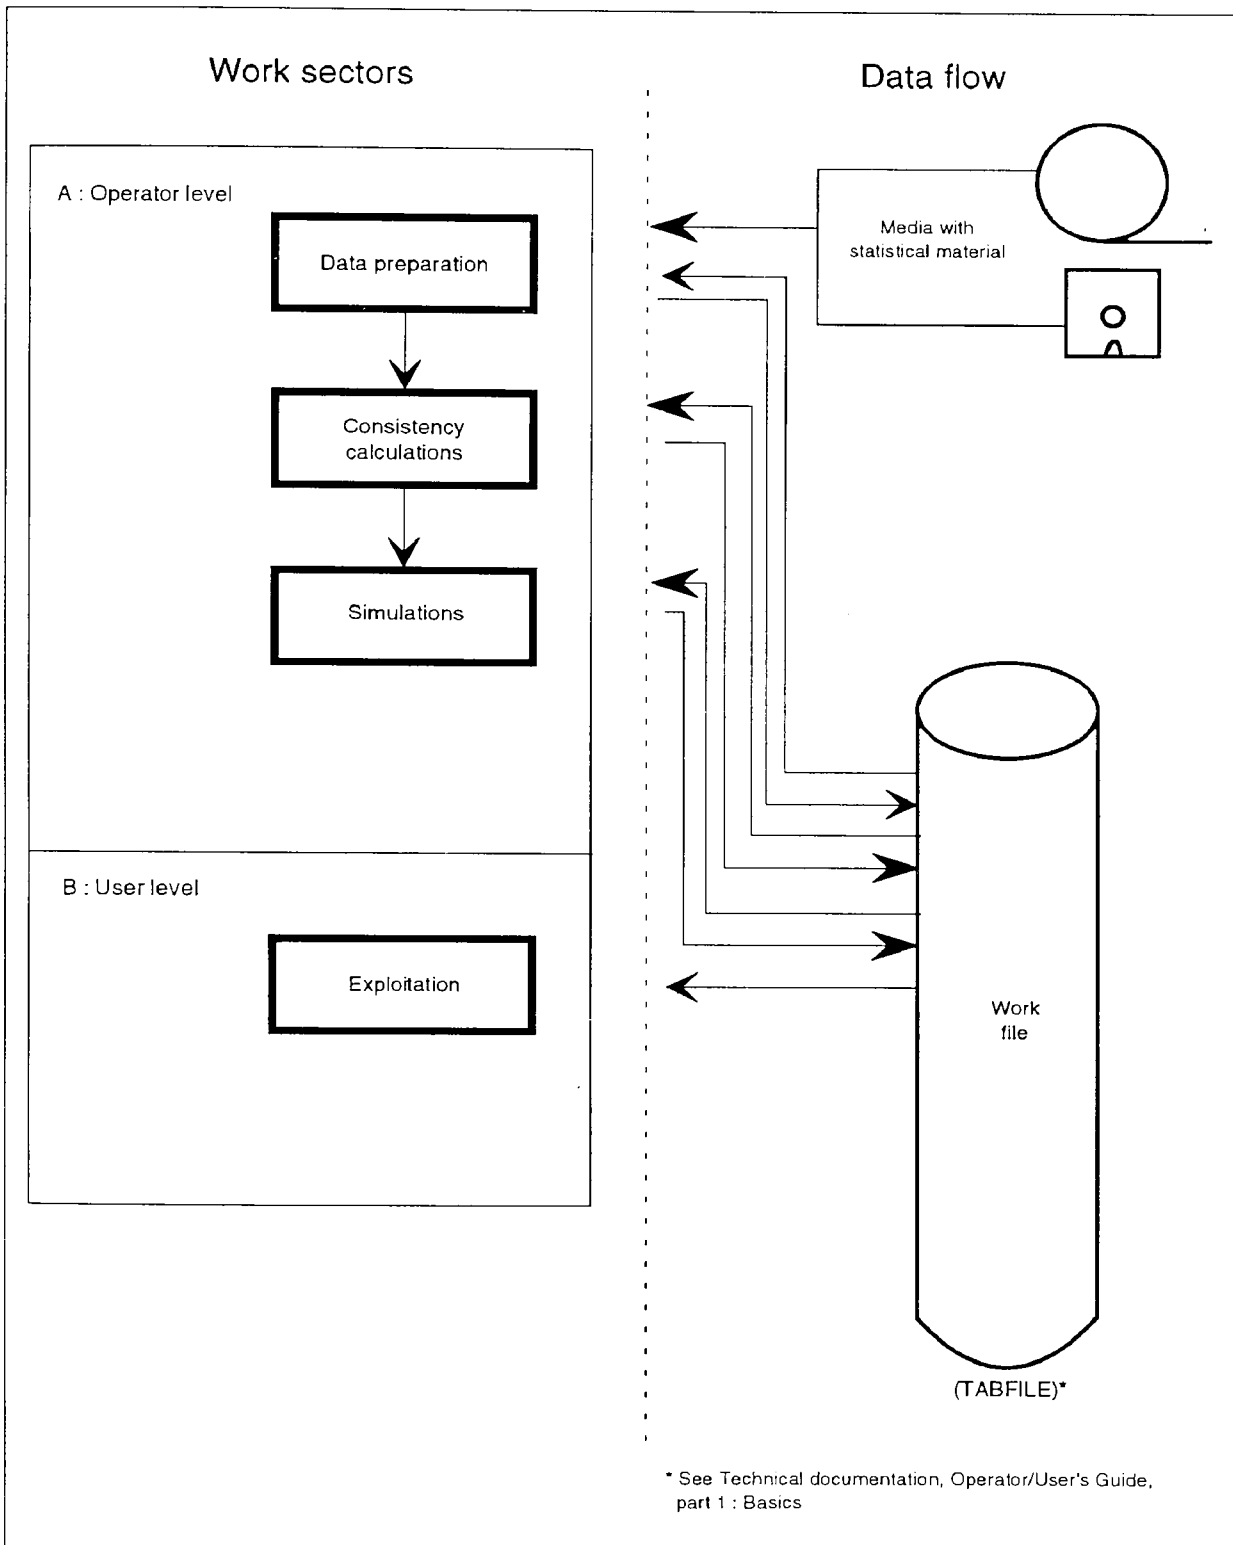 Work sectors
Data flow
A : Operator level
Data preparation
Consistency
calculations
Simulations
B : User level
Exploitation
Media with
statistical material
Work
file
(TABFILE)*
* See Technical documentation, Operator/User's Guide,
part 1 : Basics